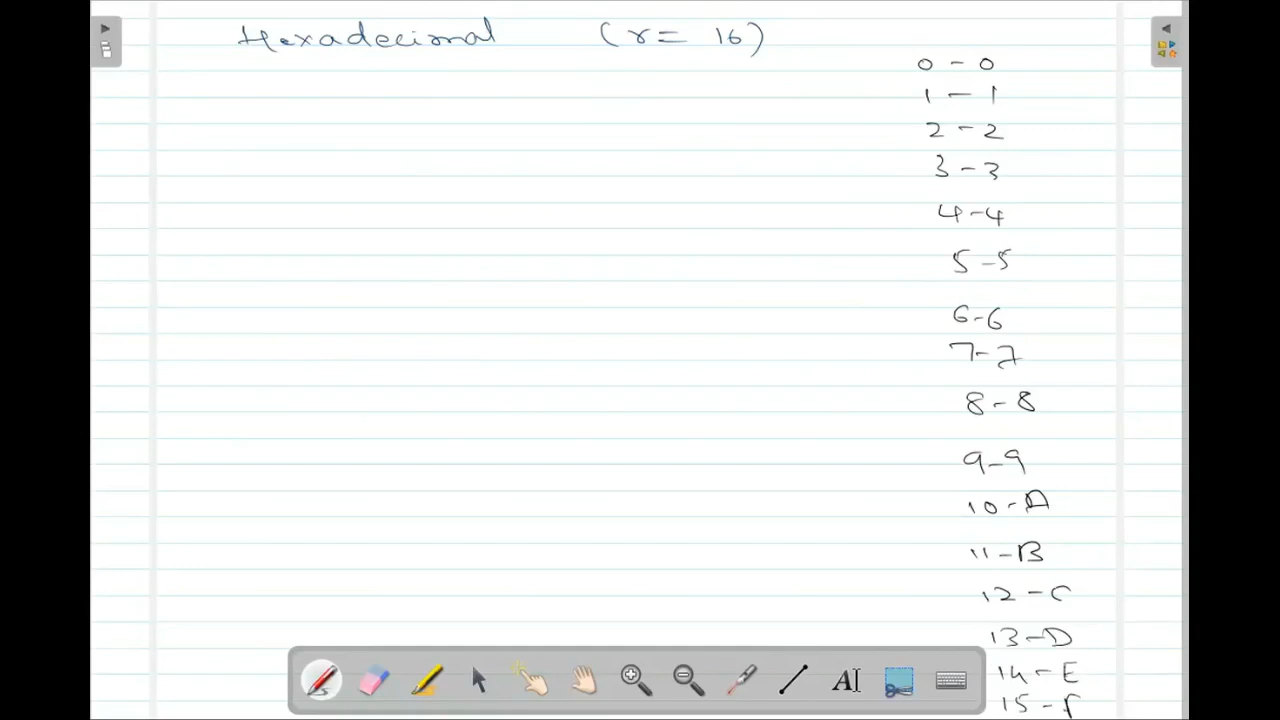 Hexadecimal (r= 16)
0 - 0
1 - 1
2 - 2
3 - 3
4 - 4
5 - 5
6 - 6
7 - 7
8 - 8
9 - 9
10 - A
11 - B
12 - C
13 - D
14 - E
15 - F
A